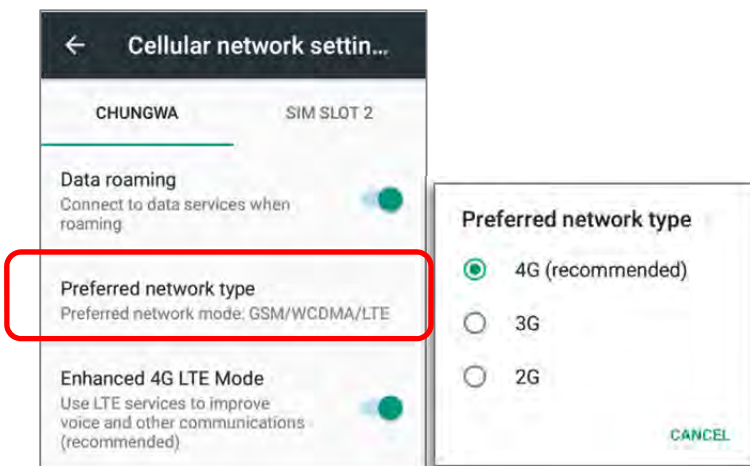 Cellular network settin...
CHUNGWA
SIM SLOT 2
Data roaming
Connect to data services when
roaming
Preferred network type
Preferred network mode: GSM/WCDMA/LTE
Enhanced 4G LTE Mode
Use LTE services to improve
voice and other communications
(recommended)
Preferred network type
4G (recommended)
3G
2G
CANCEL